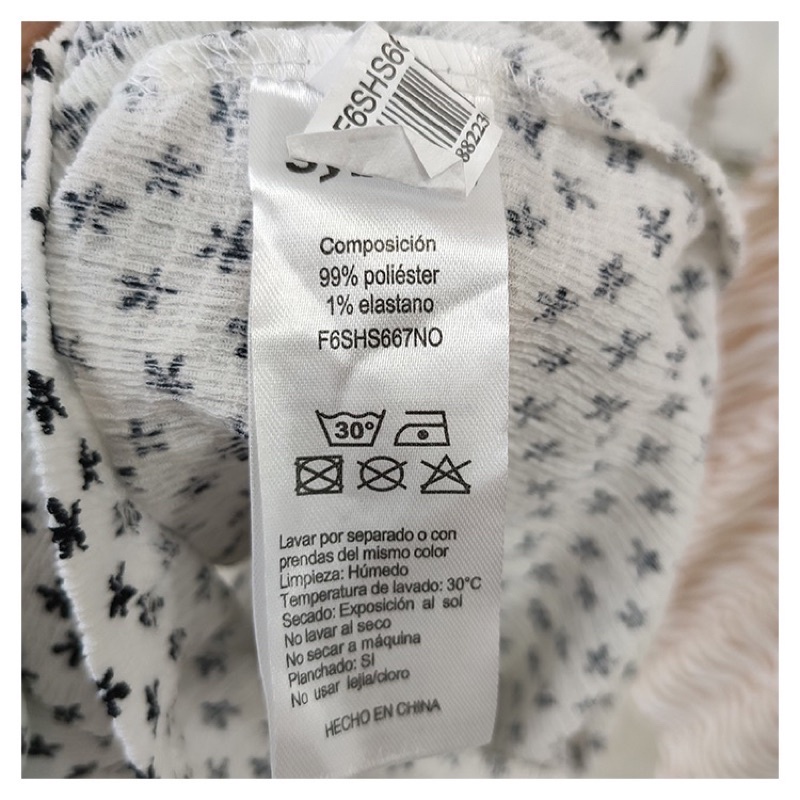 F6SHS66
88223
Composición
99% poliéster
1% elastano
F6SHS667NO
30°
Lavar por separado o con
prendas del mismo color
Limpieza: Húmedo
Temperatura de lavado: 30°C
Secado: Exposición al sol
No lavar al seco
No secar a máquina
Planchado: SI
No usar lejía/cloro
HECHO EN CHINA